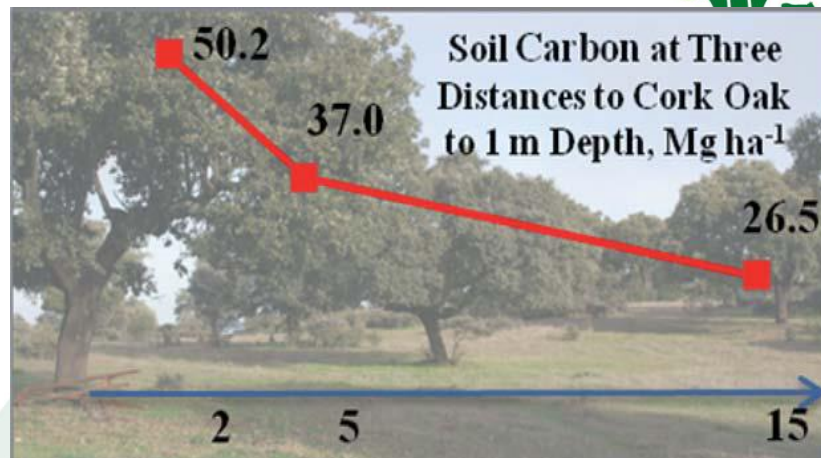 50.2
Soil Carbon at Three
Distances to Cork Oak
37.0
to 1 m Depth, Mg ha⁻¹
26.5
2 5 15